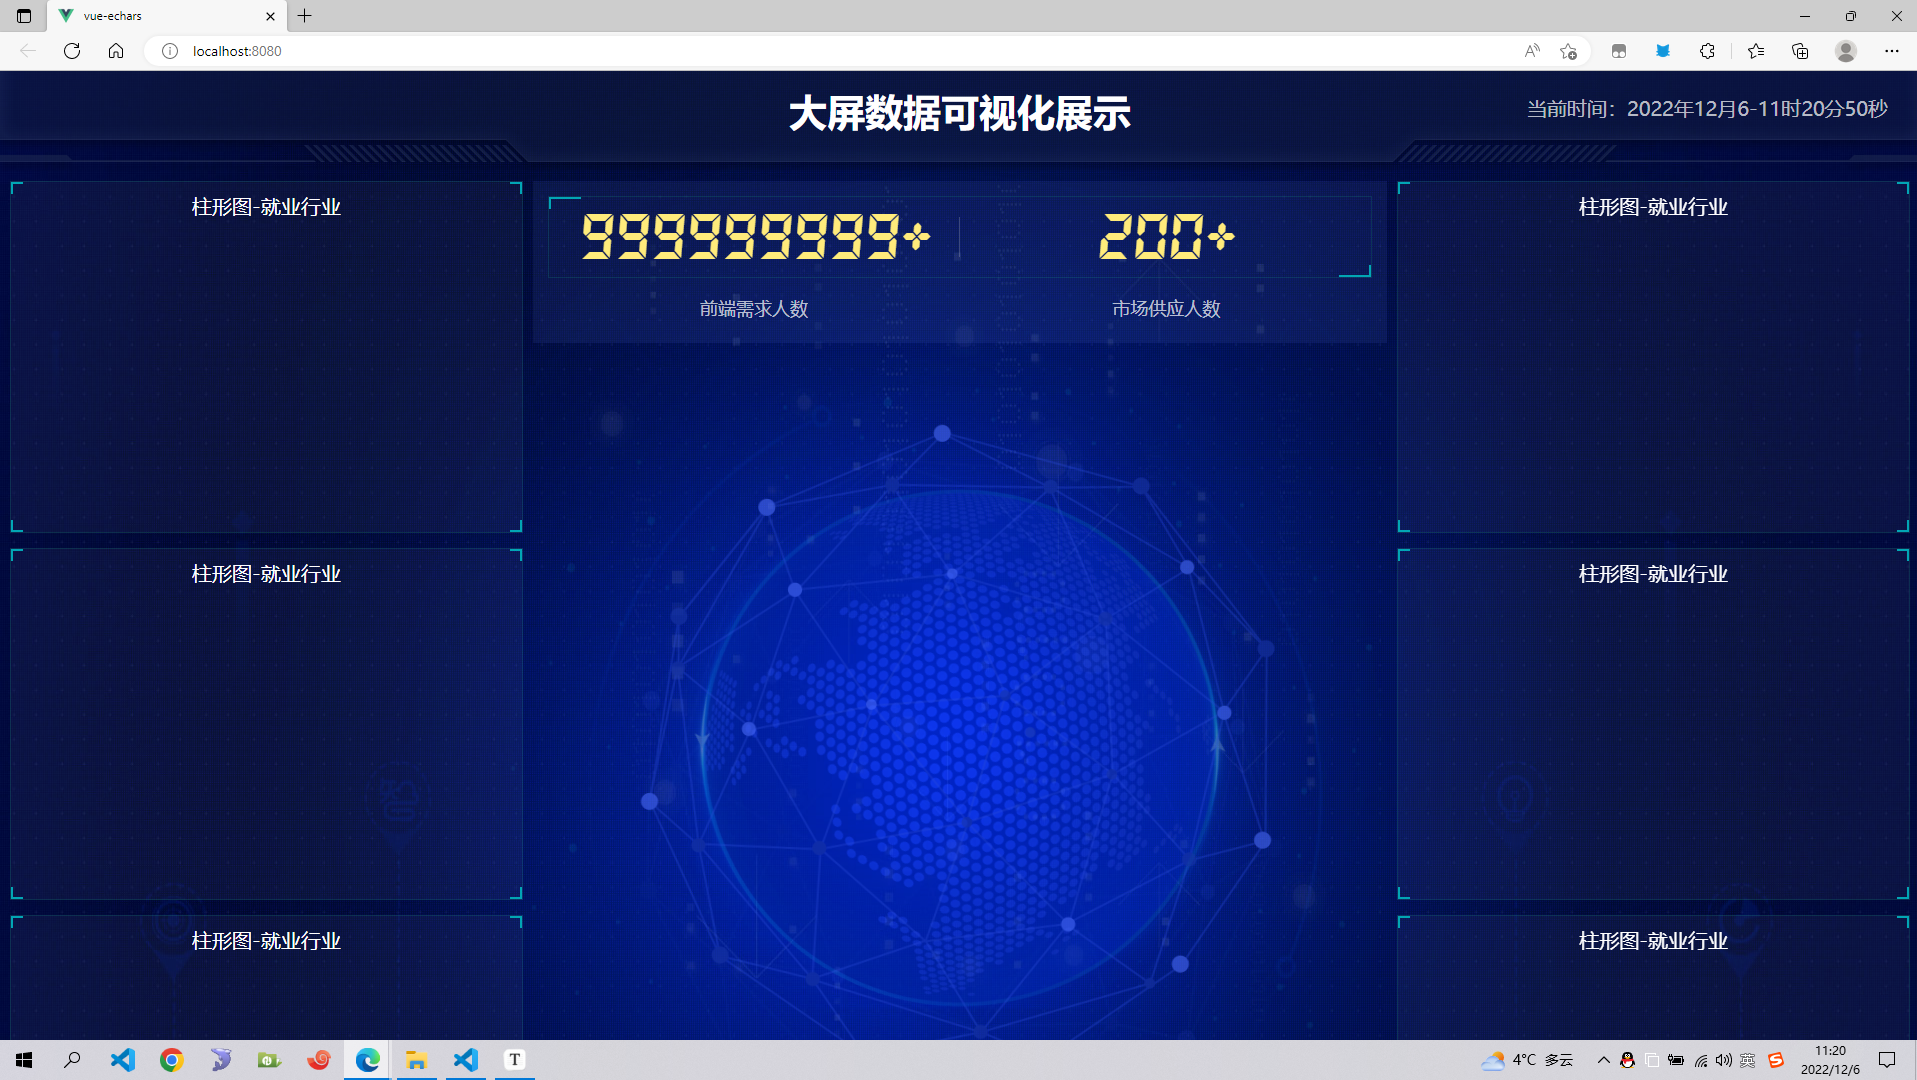 vue-echars
localhost:8080
大屏数据可视化展示
当前时间：2022年12月6-11时20分50秒
柱形图-就业行业
999999999+
200+
前端需求人数
市场供应人数
柱形图-就业行业
柱形图-就业行业
柱形图-就业行业
智
柱形图-就业行业
柱形图-就业行业
T
4°C 多云
英
11:20
2022/12/6